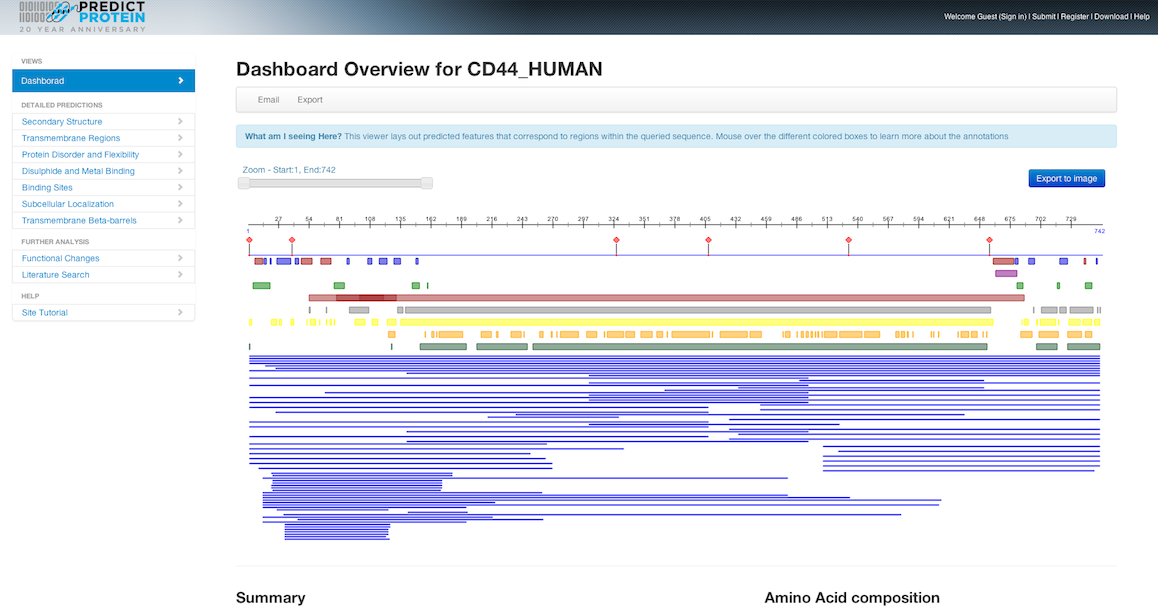 PREDICT
PROTEIN
20 YEAR ANNIVERSARY
Welcome Guest (Sign in) | Submit | Register | Download | Help
VIEWS
Dashborad
DETAILED PREDICTIONS
Secondary Structure
Transmembrane Regions
Protein Disorder and Flexibility
Disulphide and Metal Binding
Binding Sites
Subcellular Localization
Transmembrane Beta-barrels
FURTHER ANALYSIS
Functional Changes
Literature Search
HELP
Site Tutorial
Dashboard Overview for CD44_HUMAN
Email Export
What am I seeing Here? This viewer lays out predicted features that correspond to regions within the queried sequence. Mouse over the different colored boxes to learn more about the annotations
Zoom - Start:1, End:742
Export to image
27 54 81 108 135 162 189 216 243 270 297 324 351 378 405 432 459 486 513 540 567 594 621 648 675 702 729
1 742
Summary
Amino Acid composition